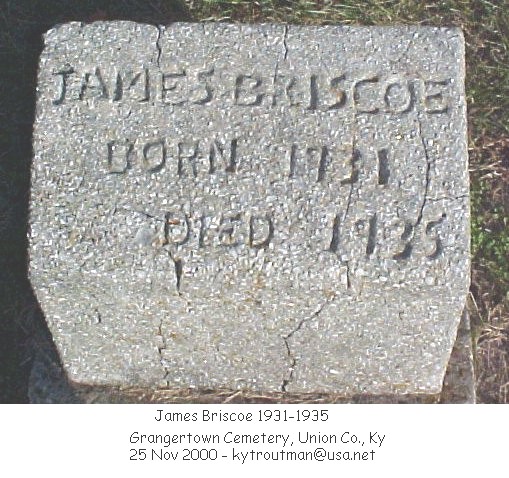 JAMES BRISCOE
BORN 1931
DIED 1935
James Briscoe 1931-1935
Grangertown Cemetery, Union Co., Ky
25 Nov 2000 - kytroutman@usa.net